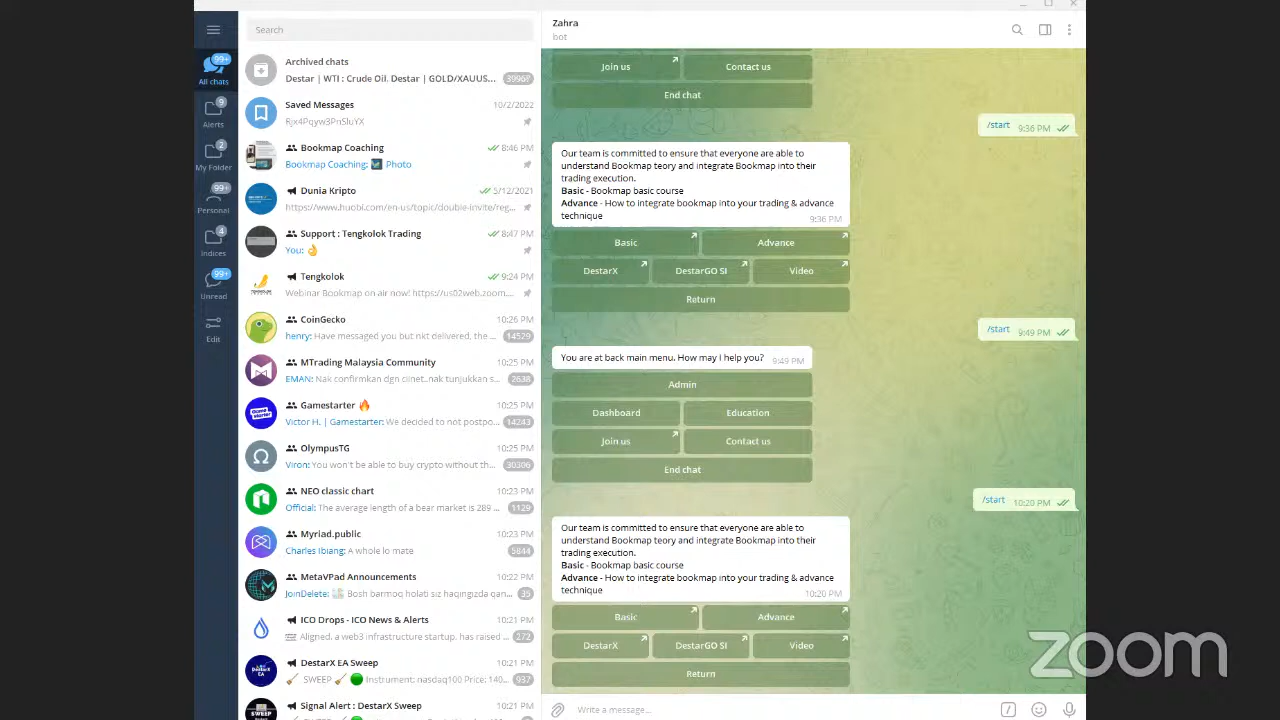 99+
All chats
9
Alerts
2
My Folder
99+
Personal
4
Indices
99+
Unread
Edit
Search
Archived chats
Destar | WTI : Crude Oil, Destar | GOLD/XAUUS...
Saved Messages 10/2/2022
Bookmap Coaching 8:46 PM
Bookmap Coaching: Photo
Dunia Kripto 5/12/2021
https://www.huobi.com/en-us/topic/double-invite/reg...
Support : Tengkolok Trading 8:47 PM
You: 👌
Tengkolok 9:24 PM
Webinar Bookmap on air now! https://us02web.zoom....
CoinGecko 10:26 PM
henry: Have messaged you but nkt delivered, the ... 14529
MTrading Malaysia Community 10:25 PM
EMAN: Nak confirmkan dgn clinet..nak tunjukkan s... 2638
Gamestarter 🔥 10:25 PM
Victor H. | Gamestarter: We decided to not postpo... 14243
OlympusTG 10:25 PM
Viron: You won't be able to buy crypto without th... 30306
NEO classic chart 10:23 PM
Official: The average length of a bear market is 289 ... 1129
Myriad.public 10:23 PM
Charles Ibiang: A whole lo mate 5844
MetaVPad Announcements 10:22 PM
JoinDelete: Bosh barmoq holati siz haqingizda qan... 35
ICO Drops - ICO News & Alerts 10:21 PM
Aligned, a web3 infrastructure startup, has raised ... 272
DestarX EA Sweep 10:21 PM
🧹 SWEEP 🧹 🟢 Instrument: nasdaq100 Price: 140... 937
Signal Alert : DestarX Sweep 10:21 PM
Zahra
bot
Join us Contact us
End chat
/start 9:36 PM
Our team is committed to ensure that everyone are able to
understand Bookmap teory and integrate Bookmap into their
trading execution.
Basic - Bookmap basic course
Advance - How to integrate bookmap into your trading & advance
technique 9:36 PM
Basic Advance
DestarX DestarGO SI Video
Return
/start 9:49 PM
You are at back main menu. How may I help you? 9:49 PM
Admin
Dashboard Education
Join us Contact us
End chat
/start 10:20 PM
Our team is committed to ensure that everyone are able to
understand Bookmap teory and integrate Bookmap into their
trading execution.
Basic - Bookmap basic course
Advance - How to integrate bookmap into your trading & advance
technique 10:20 PM
Basic Advance
DestarX DestarGO SI Video
Return
Write a message...
zoom